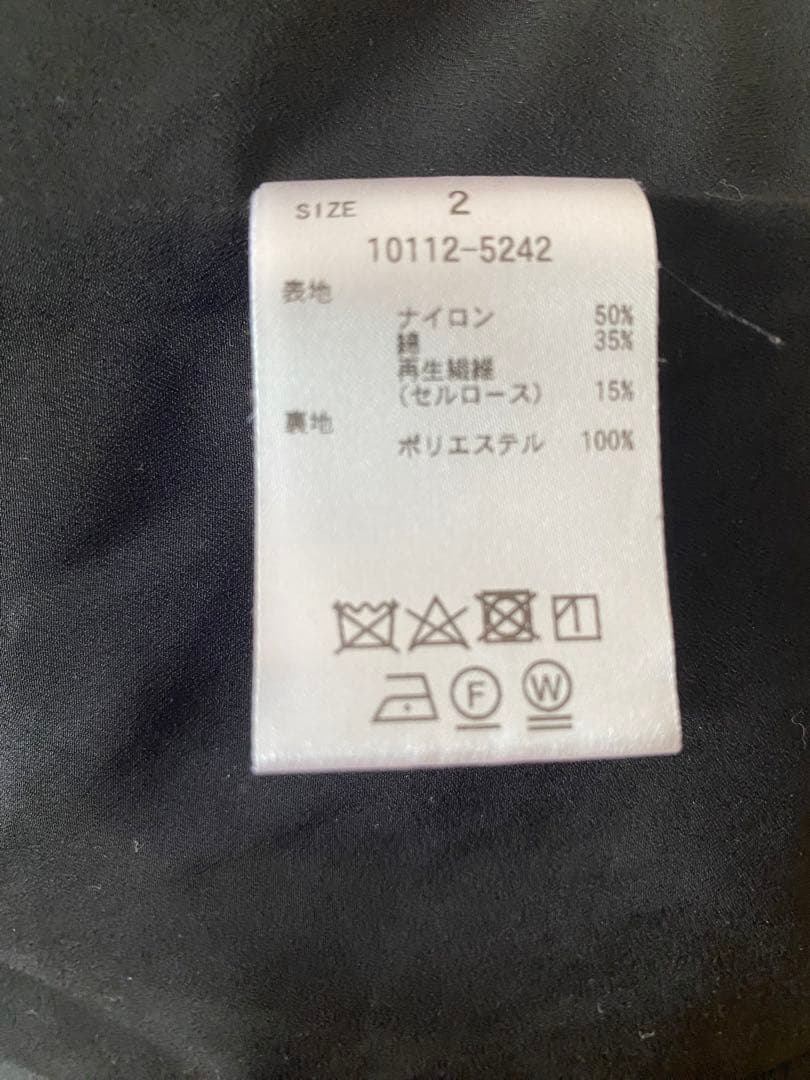 SIZE 2
10112-5242
表地
ナイロン 50%
綿 35%
再生繊維
(セルロース) 15%
裏地
ポリエステル 100%
F W